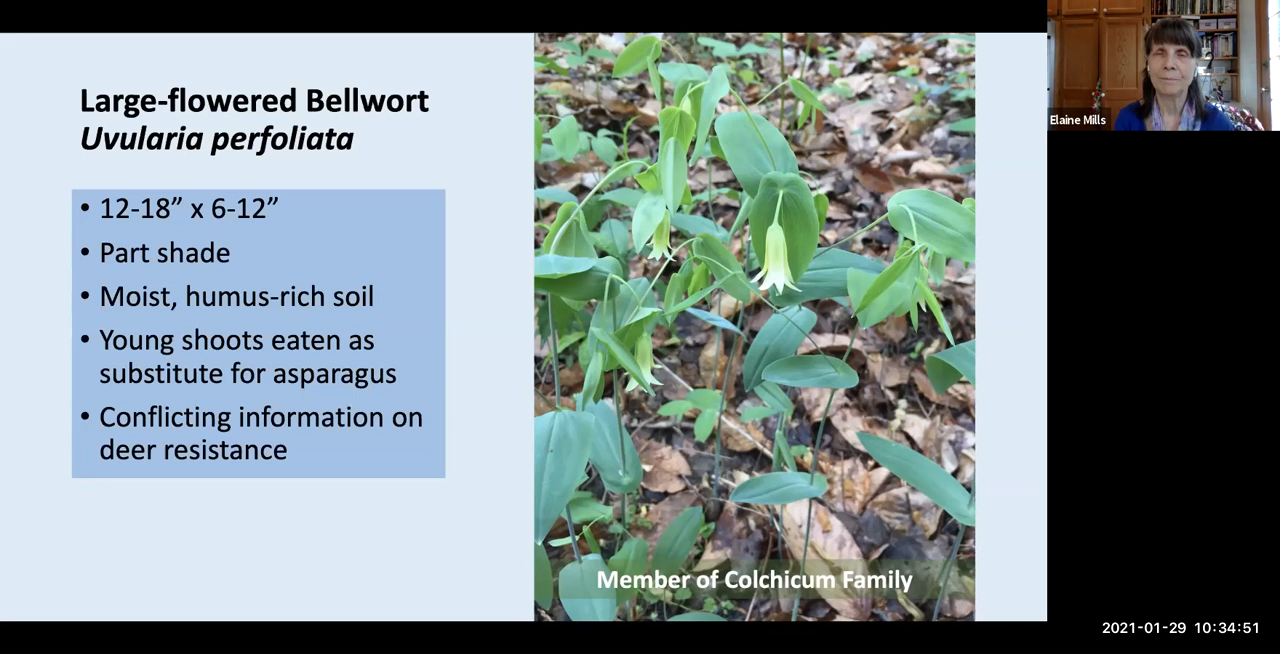 Large-flowered Bellwort
Uvularia perfoliata
• 12-18” x 6-12”
• Part shade
• Moist, humus-rich soil
• Young shoots eaten as
substitute for asparagus
• Conflicting information on
deer resistance
Member of Colchicum Family
Elaine Mills
2021-01-29 10:34:51